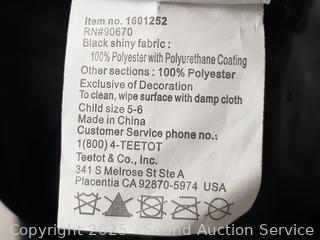 Item no. 1601252
RN#90670
Black shiny fabric :
100% Polyester with Polyurethane Coating
Other sections : 100% Polyester
Exclusive of Decoration
To clean, wipe surface with damp cloth
Child size 5-6
Made in China
Customer Service phone no.:
1(800) 4-TEETOT
Teetot & Co., Inc.
341 S Melrose St Ste A
Placentia CA 92870-5974 USA